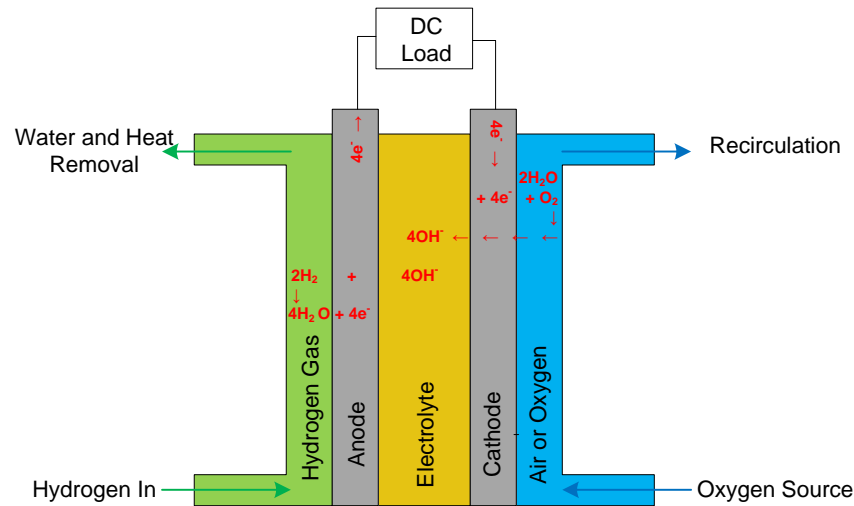 DC
Load
Water and Heat
Removal
Recirculation
4e⁻ →
4e⁻ →
2H₂O
+ 4e⁻ + O₂
↓
4OH⁻ ← ← ← ←
2H₂ + 4OH⁻
↓
4H₂O + 4e⁻
Hydrogen Gas
Anode
Electrolyte
Cathode
Air or Oxygen
Hydrogen In
Oxygen Source